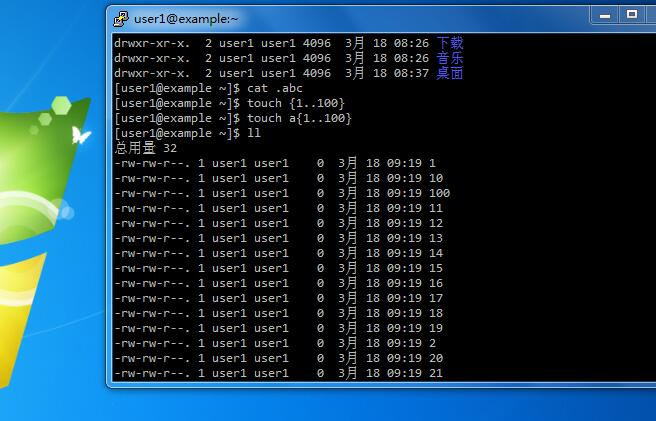 user1@example:~
drwxr-xr-x.  2 user1 user1 4096  3月 18 08:26 下载
drwxr-xr-x.  2 user1 user1 4096  3月 18 08:26 音乐
drwxr-xr-x.  2 user1 user1 4096  3月 18 08:37 桌面
[user1@example ~]$ cat .abc
[user1@example ~]$ touch {1..100}
[user1@example ~]$ touch a{1..100}
[user1@example ~]$ ll
总用量 32
-rw-rw-r--. 1 user1 user1    0  3月 18 09:19 1
-rw-rw-r--. 1 user1 user1    0  3月 18 09:19 10
-rw-rw-r--. 1 user1 user1    0  3月 18 09:19 100
-rw-rw-r--. 1 user1 user1    0  3月 18 09:19 11
-rw-rw-r--. 1 user1 user1    0  3月 18 09:19 12
-rw-rw-r--. 1 user1 user1    0  3月 18 09:19 13
-rw-rw-r--. 1 user1 user1    0  3月 18 09:19 14
-rw-rw-r--. 1 user1 user1    0  3月 18 09:19 15
-rw-rw-r--. 1 user1 user1    0  3月 18 09:19 16
-rw-rw-r--. 1 user1 user1    0  3月 18 09:19 17
-rw-rw-r--. 1 user1 user1    0  3月 18 09:19 18
-rw-rw-r--. 1 user1 user1    0  3月 18 09:19 19
-rw-rw-r--. 1 user1 user1    0  3月 18 09:19 2
-rw-rw-r--. 1 user1 user1    0  3月 18 09:19 20
-rw-rw-r--. 1 user1 user1    0  3月 18 09:19 21